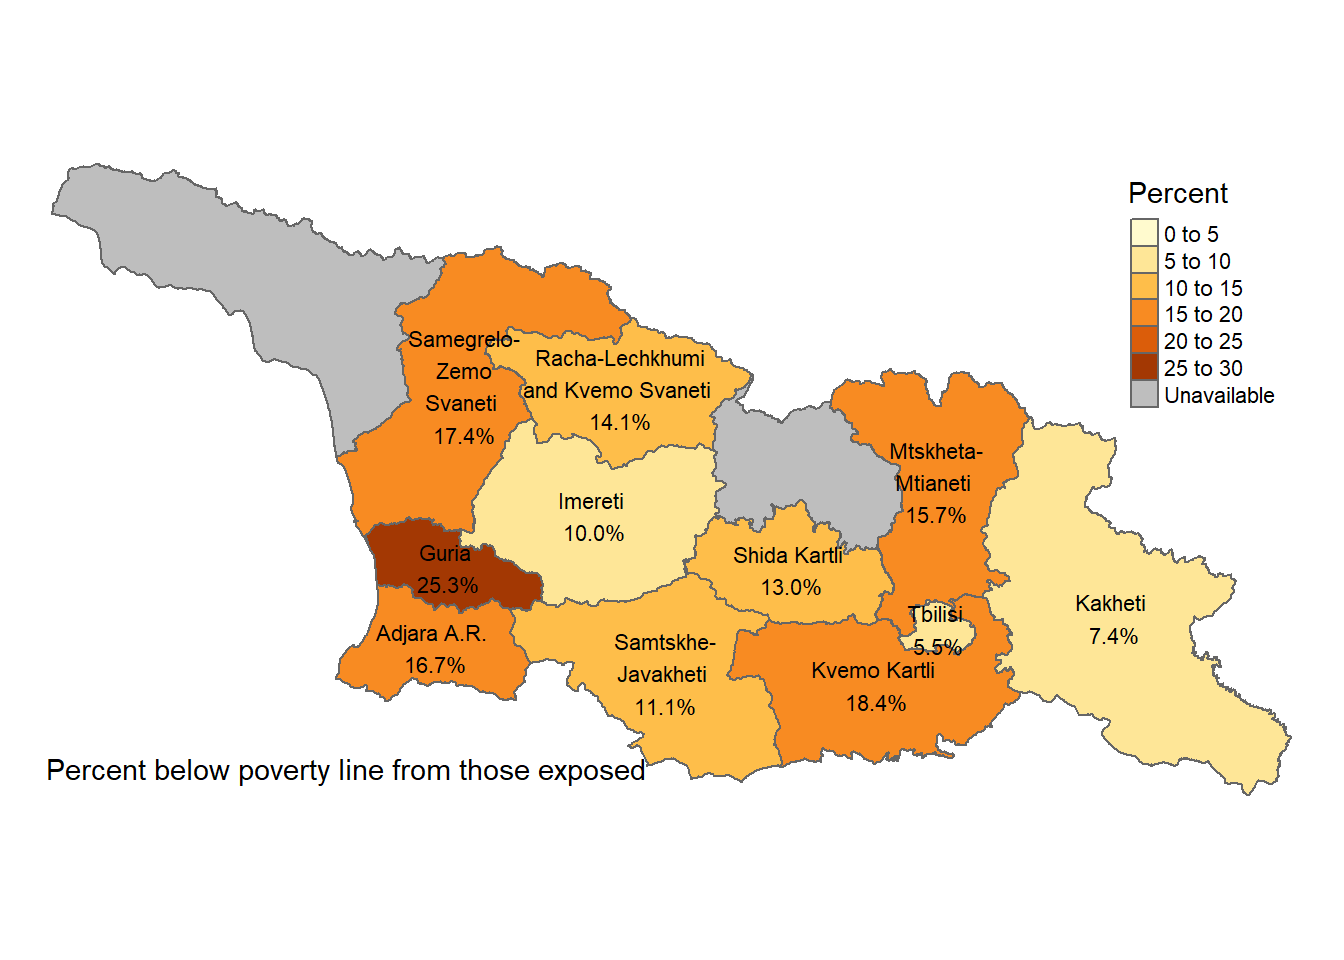 Percent
0 to 5
5 to 10
10 to 15
15 to 20
20 to 25
25 to 30
Unavailable
Samegrelo-
Zemo
Svaneti
17.4%
Racha-Lechkhumi
and Kvemo Svaneti
14.1%
Mtskheta-
Mtianeti
15.7%
Imereti
10.0%
Guria
25.3%
Shida Kartli
13.0%
Tbilisi
5.5%
Kakheti
7.4%
Adjara A.R.
16.7%
Samtskhe-
Javakheti
11.1%
Kvemo Kartli
18.4%
Percent below poverty line from those exposed